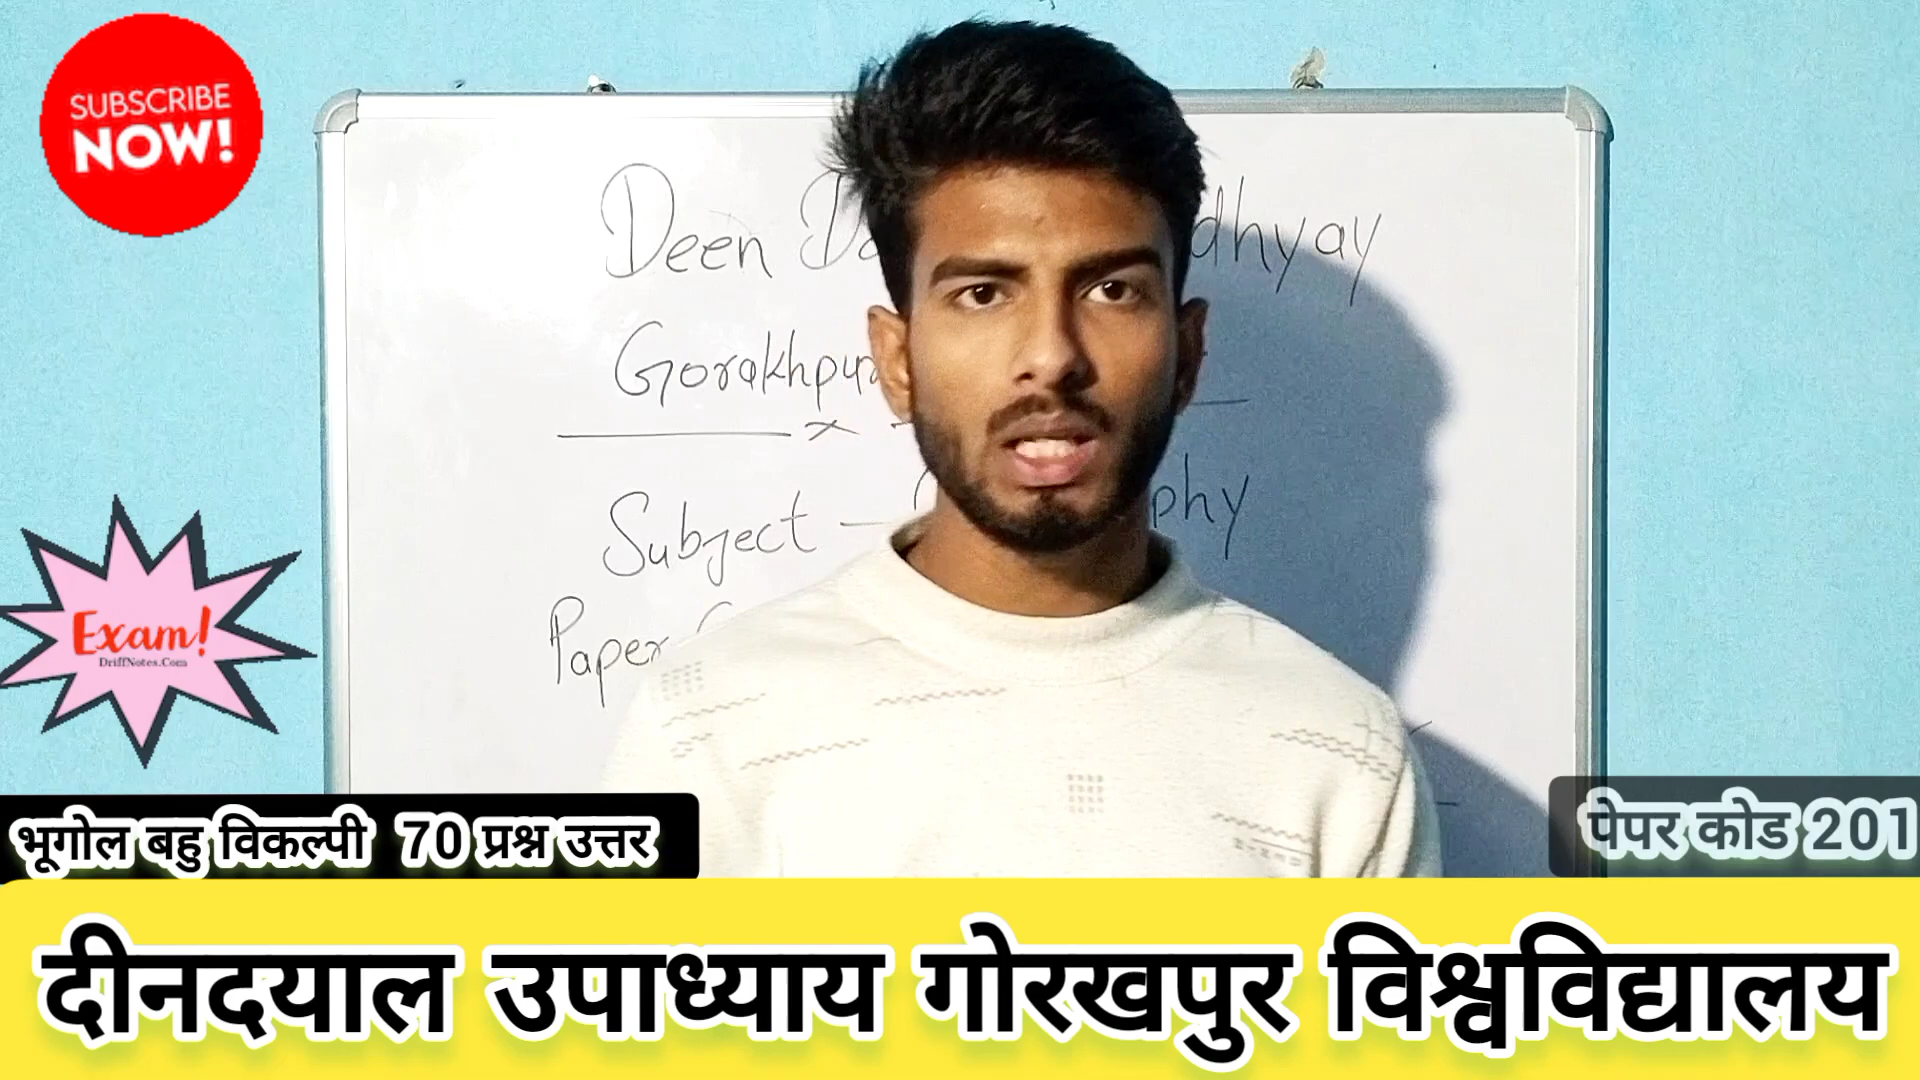 SUBSCRIBE
NOW!
Deen dhyay
Gorakhpur
Subject - phy
Paper
Exam!
DriffNotes.Com
भूगोल बहु विकल्पी 70 प्रश्न उत्तर
पेपर कोड 201
दीनदयाल उपाध्याय गोरखपुर विश्वविद्यालय